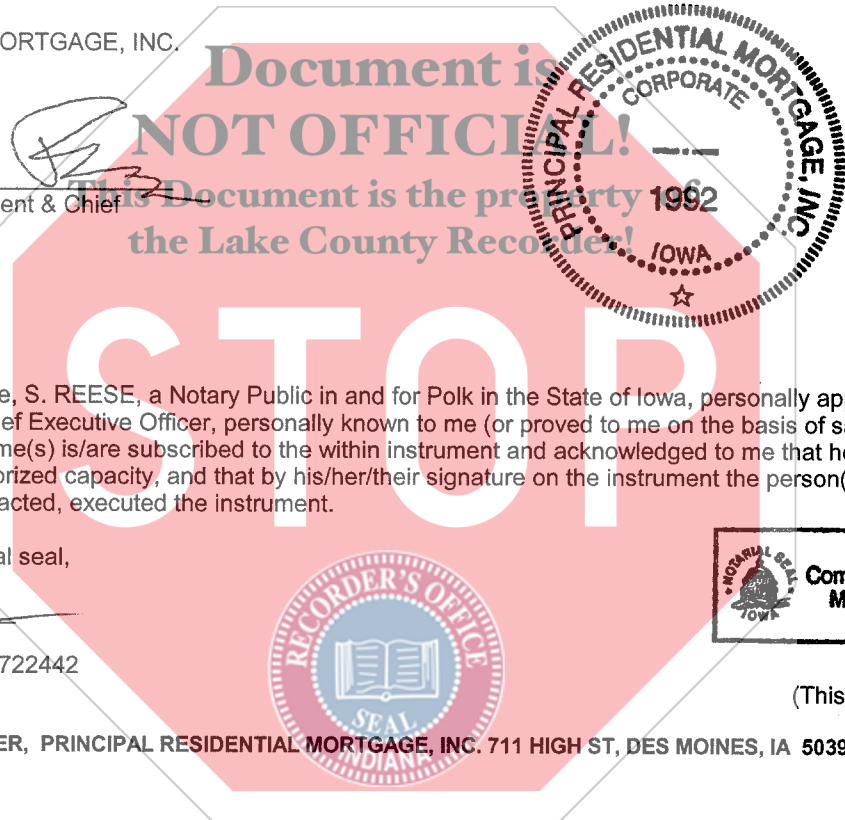 ORTGAGE, INC.
Document is
NOT OFFICIAL!
This Document is the property of
the Lake County Recorder!
ent & Chief
PRINCIPAL RESIDENTIAL MORTGAGE, INC.
CORPORATE
1992
IOWA
STOP
e, S. REESE, a Notary Public in and for Polk in the State of Iowa, personally app
ef Executive Officer, personally known to me (or proved to me on the basis of sa
me(s) is/are subscribed to the within instrument and acknowledged to me that he
orized capacity, and that by his/her/their signature on the instrument the person(
acted, executed the instrument.
al seal,
NOTARIAL SEAL
IOWA
Com
M
RECORDER'S OFFICE
SEAL
INDIANA
722442
(This
ER, PRINCIPAL RESIDENTIAL MORTGAGE, INC. 711 HIGH ST, DES MOINES, IA 5039